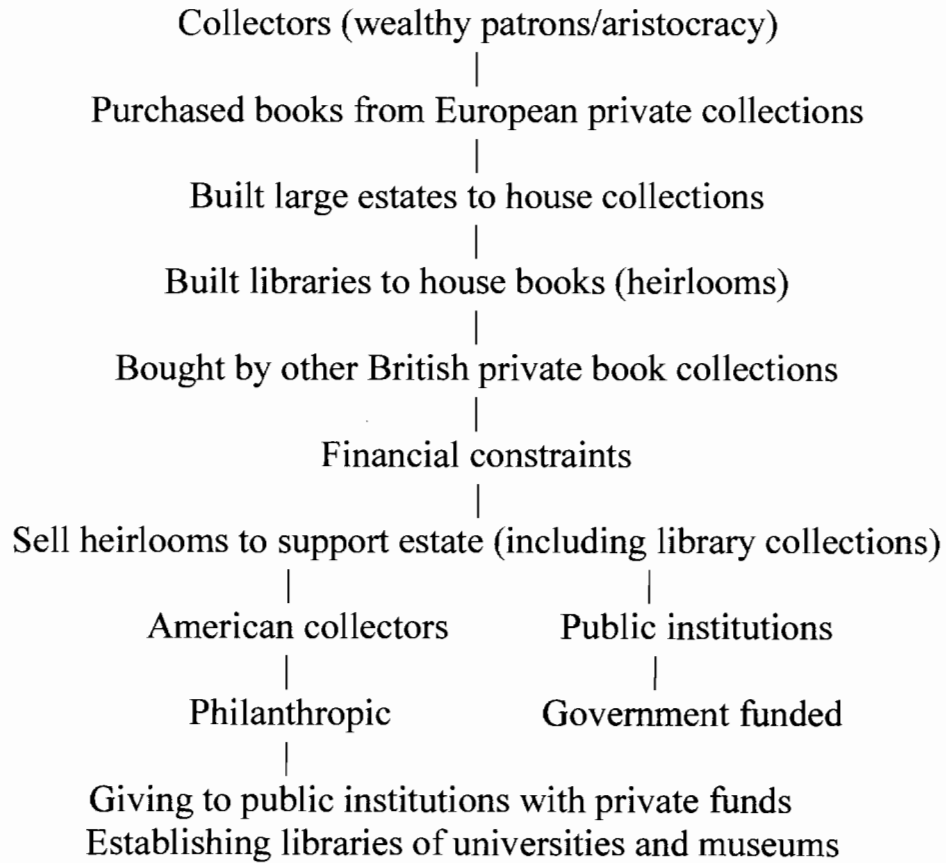 Collectors (wealthy patrons/aristocracy)
Purchased books from European private collections
Built large estates to house collections
Built libraries to house books (heirlooms)
Bought by other British private book collections
Financial constraints
Sell heirlooms to support estate (including library collections)
American collectors Public institutions
Philanthropic Government funded
Giving to public institutions with private funds
Establishing libraries of universities and museums